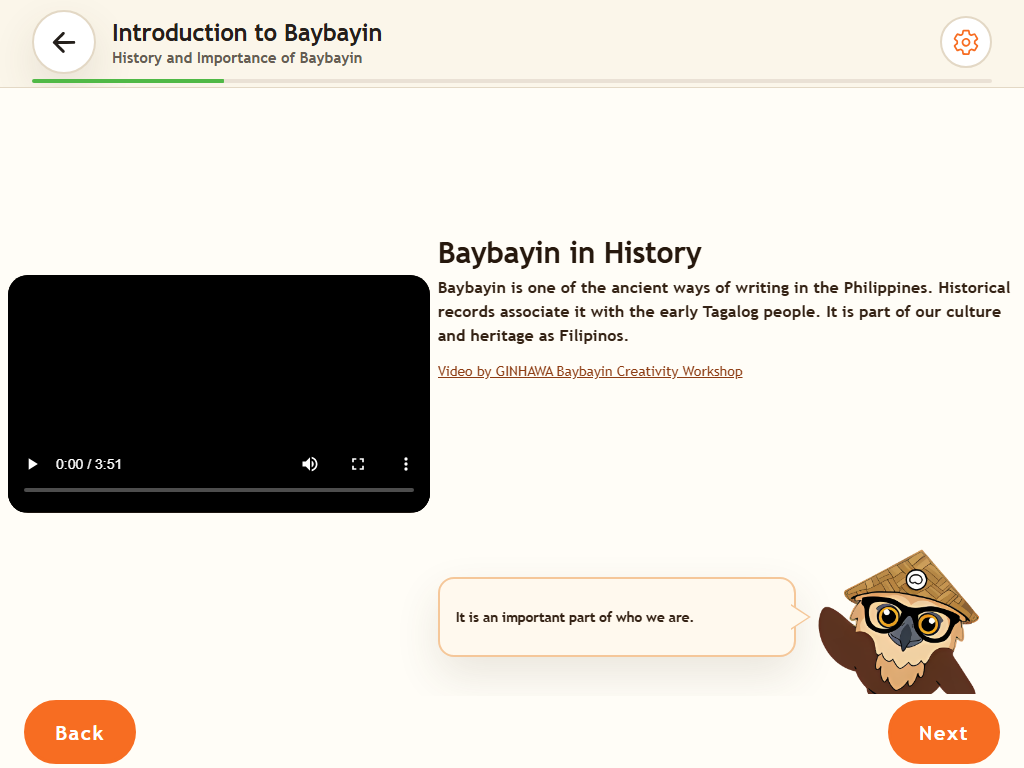 Introduction to Baybayin
History and Importance of Baybayin
Baybayin in History
Baybayin is one of the ancient ways of writing in the Philippines. Historical
records associate it with the early Tagalog people. It is part of our culture
and heritage as Filipinos.
Video by GINHAWA Baybayin Creativity Workshop
0:00 / 3:51
It is an important part of who we are.
Back
Next